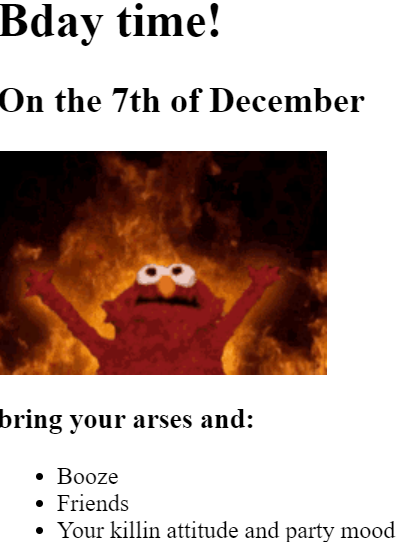 Bday time!
On the 7th of December
bring your arses and:
Booze
Friends
Your killin attitude and party mood